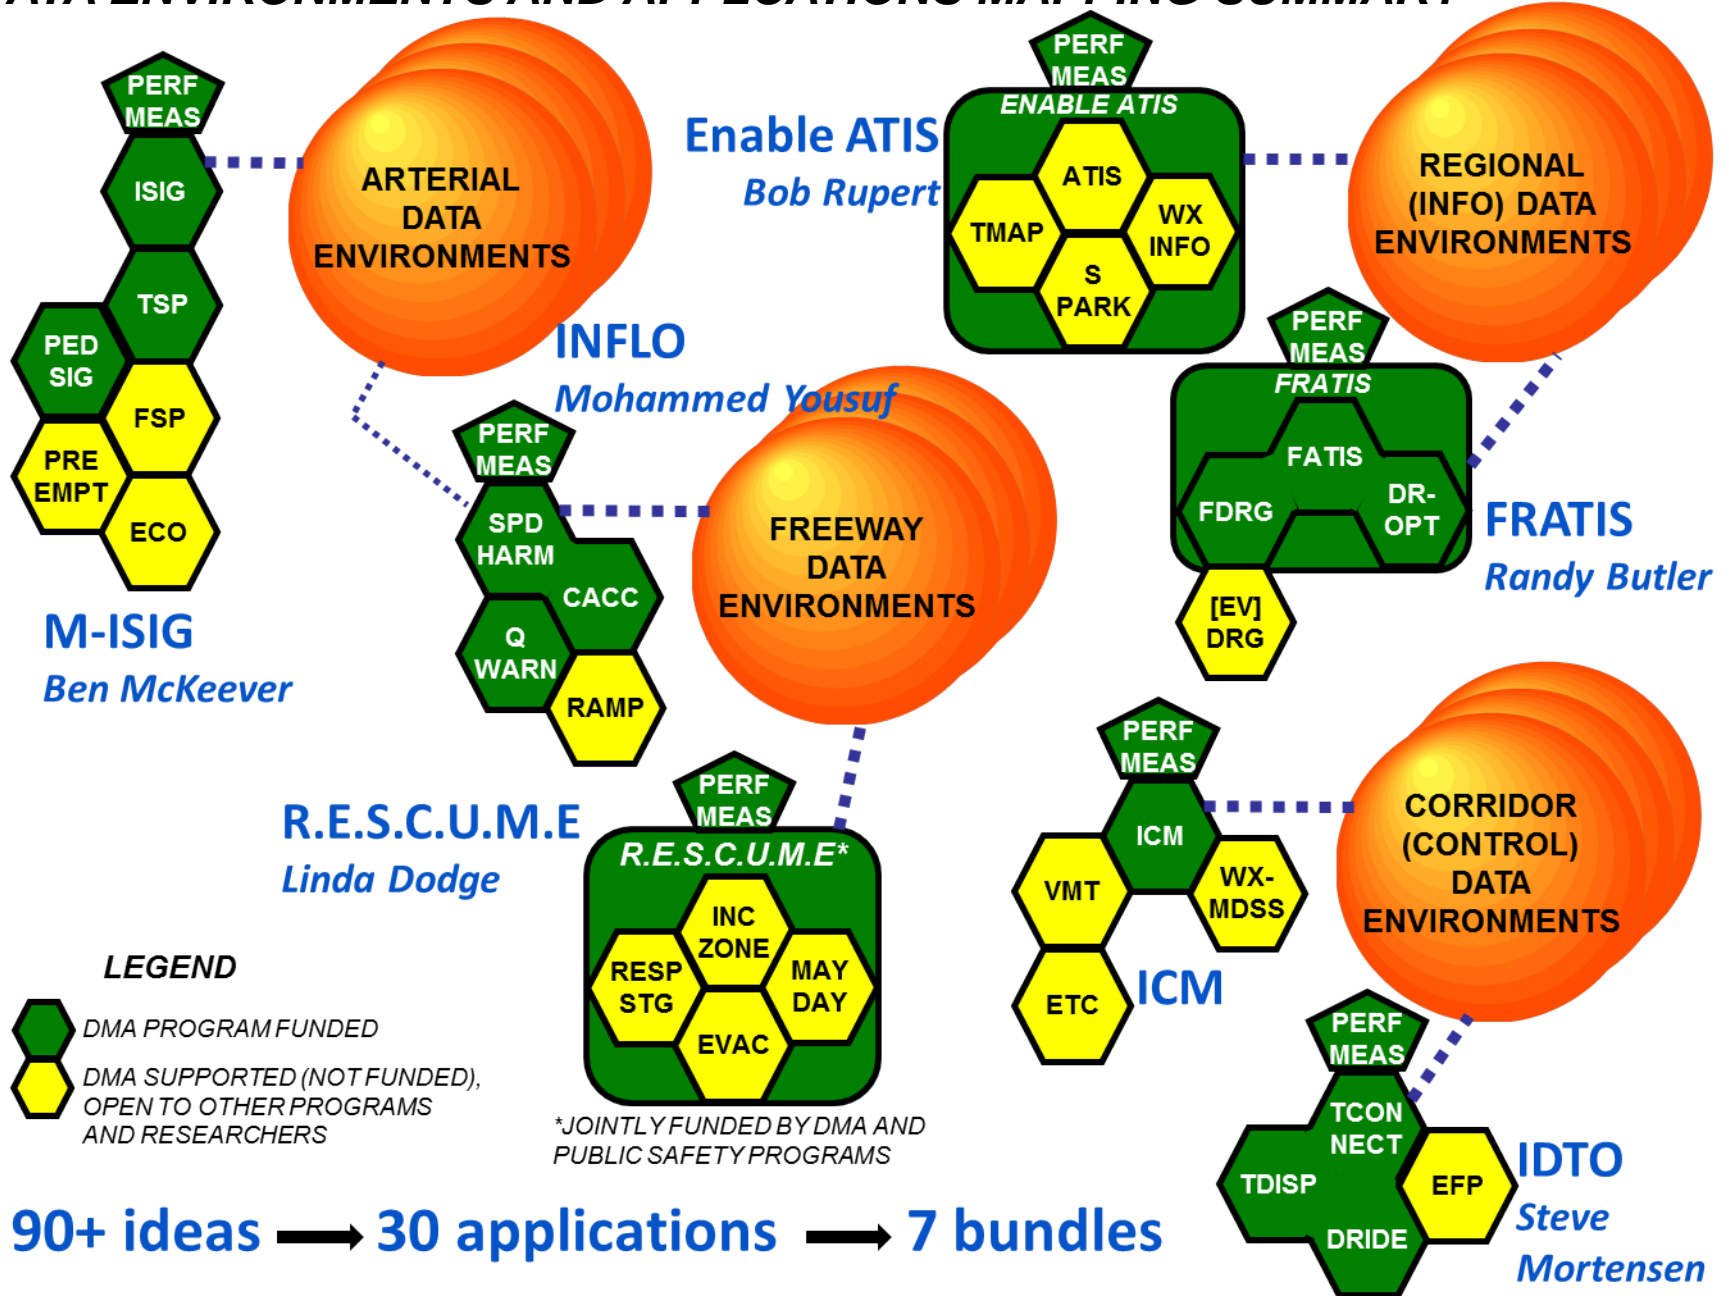 DATA ENVIRONMENTS AND APPLICATIONS MAPPING SUMMARY
PERF
MEAS
ISIG
TSP
PED
SIG
FSP
PRE
EMPT
ECO
M-ISIG
Ben McKeever
ARTERIAL
DATA
ENVIRONMENTS
INFLO
Mohammed Yousuf
PERF
MEAS
SPD
HARM
CACC
Q
WARN
RAMP
FREEWAY
DATA
ENVIRONMENTS
Enable ATIS
Bob Rupert
PERF
MEAS
ENABLE ATIS
ATIS
TMAP
WX
INFO
S
PARK
REGIONAL
(INFO) DATA
ENVIRONMENTS
PERF
MEAS
FRATIS
FATIS
FDRG
DR-
OPT
[EV]
DRG
FRATIS
Randy Butler
R.E.S.C.U.M.E
Linda Dodge
PERF
MEAS
R.E.S.C.U.M.E*
INC
ZONE
RESP
STG
MAY
DAY
EVAC
*JOINTLY FUNDED BY DMA AND
PUBLIC SAFETY PROGRAMS
PERF
MEAS
ICM
VMT
WX-
MDSS
ETC
ICM
CORRIDOR
(CONTROL)
DATA
ENVIRONMENTS
PERF
MEAS
TCON
NECT
TDISP
EFP
DRIDE
IDTO
Steve
Mortensen
LEGEND
DMA PROGRAM FUNDED
DMA SUPPORTED (NOT FUNDED),
OPEN TO OTHER PROGRAMS
AND RESEARCHERS
90+ ideas → 30 applications → 7 bundles